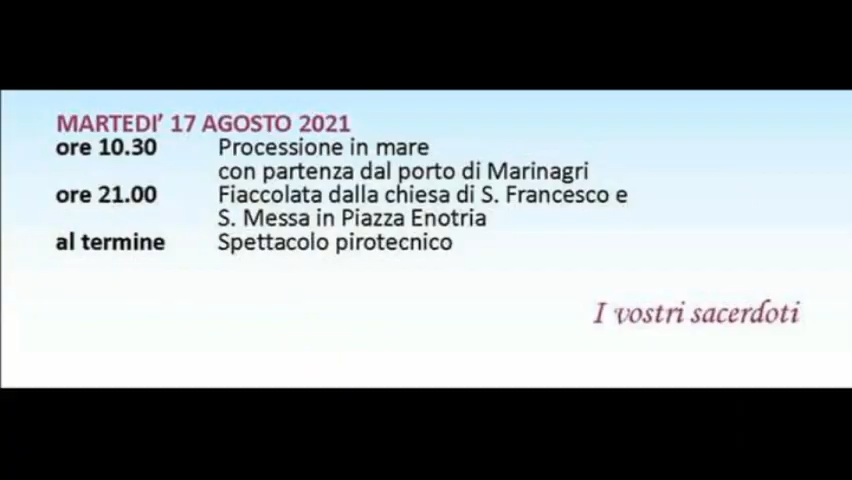 MARTEDI' 17 AGOSTO 2021
ore 10.30 Processione in mare
con partenza dal porto di Marinagri
ore 21.00 Fiaccolata dalla chiesa di S. Francesco e
S. Messa in Piazza Enotria
al termine Spettacolo pirotecnico
I vostri sacerdoti